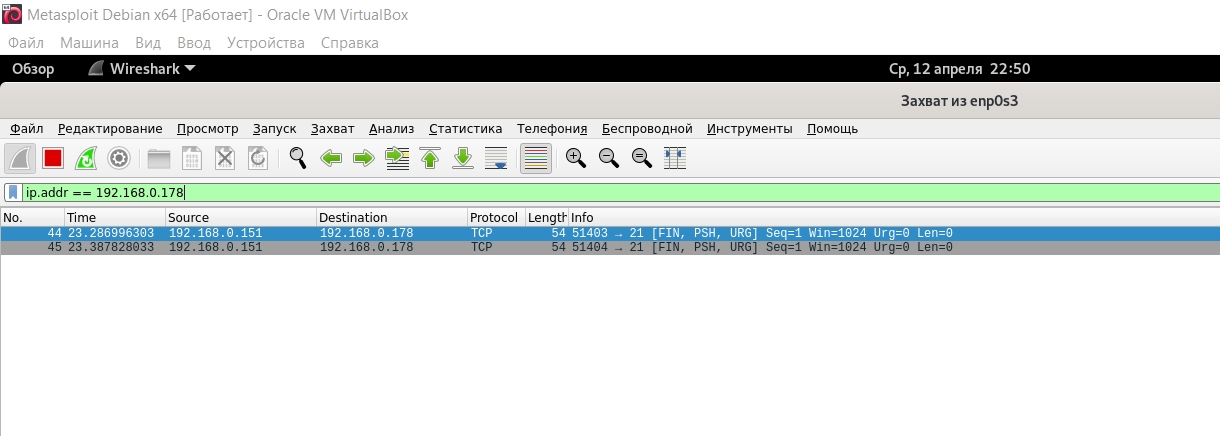 Metasploit Debian x64 [Работает] - Oracle VM VirtualBox
Файл Машина Вид Ввод Устройства Справка
Обзор Wireshark Ср, 12 апреля 22:50
Захват из enp0s3
Файл Редактирование Просмотр Запуск Захват Анализ Статистика Телефония Беспроводной Инструменты Помощь
ip.addr == 192.168.0.178
No. Time Source Destination Protocol Length Info
44 23.286996303 192.168.0.151 192.168.0.178 TCP 54 51403 → 21 [FIN, PSH, URG] Seq=1 Win=1024 Urg=0 Len=0
45 23.387828033 192.168.0.151 192.168.0.178 TCP 54 51404 → 21 [FIN, PSH, URG] Seq=1 Win=1024 Urg=0 Len=0